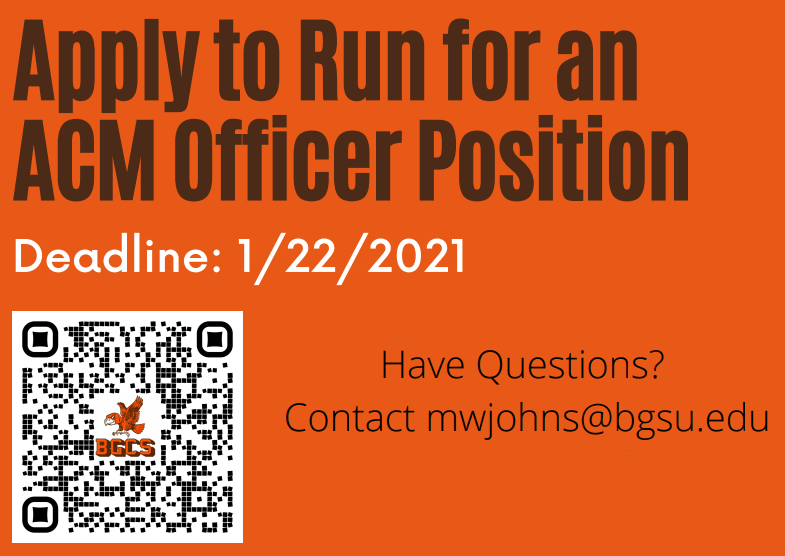 Apply to Run for an
ACM Officer Position
Deadline: 1/22/2021
Have Questions?
Contact mwjohns@bgsu.edu
BGCS